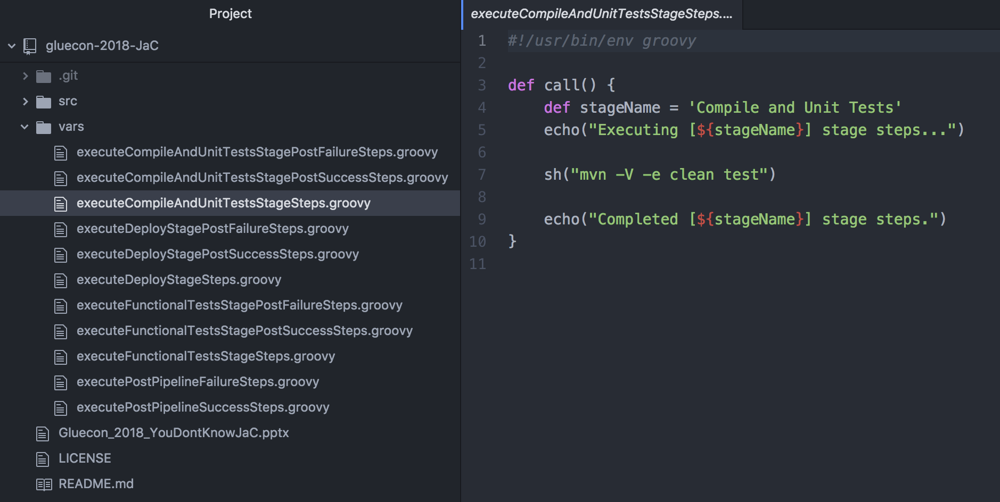 Project
gluecon-2018-JaC
.git
src
vars
executeCompileAndUnitTestsStagePostFailureSteps.groovy
executeCompileAndUnitTestsStagePostSuccessSteps.groovy
executeCompileAndUnitTestsStageSteps.groovy
executeDeployStagePostFailureSteps.groovy
executeDeployStagePostSuccessSteps.groovy
executeDeployStageSteps.groovy
executeFunctionalTestsStagePostFailureSteps.groovy
executeFunctionalTestsStagePostSuccessSteps.groovy
executeFunctionalTestsStageSteps.groovy
executePostPipelineFailureSteps.groovy
executePostPipelineSuccessSteps.groovy
Gluecon_2018_YouDontKnowJaC.pptx
LICENSE
README.md
executeCompileAndUnitTestsStageSteps....
1 #!/usr/bin/env groovy
2
3 def call() {
4     def stageName = 'Compile and Unit Tests'
5     echo("Executing [${stageName}] stage steps...")
6
7     sh("mvn -V -e clean test")
8
9     echo("Completed [${stageName}] stage steps.")
10 }
11